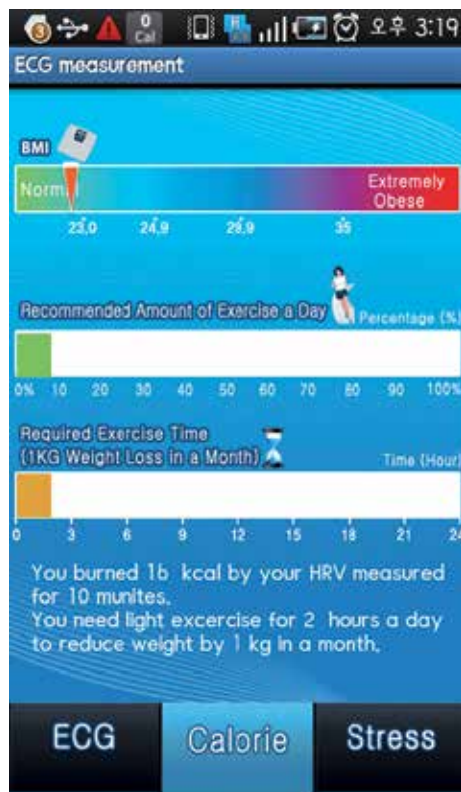 3 0 Cal 오후 3:19
ECG measurement
BMI
Normal Extremely
Obese
23.0 24.9 29.9 35
Recommended Amount of Exercise a Day Percentage (%)
0% 10 20 30 40 50 60 70 80 90 100%
Required Exercise Time
(1KG Weight Loss in a Month) Time (Hour)
0 3 6 9 12 15 18 21 24
You burned 16 kcal by your HRV measured
for 10 munites.
You need light excercise for 2 hours a day
to reduce weight by 1 kg in a month.
ECG Calorie Stress